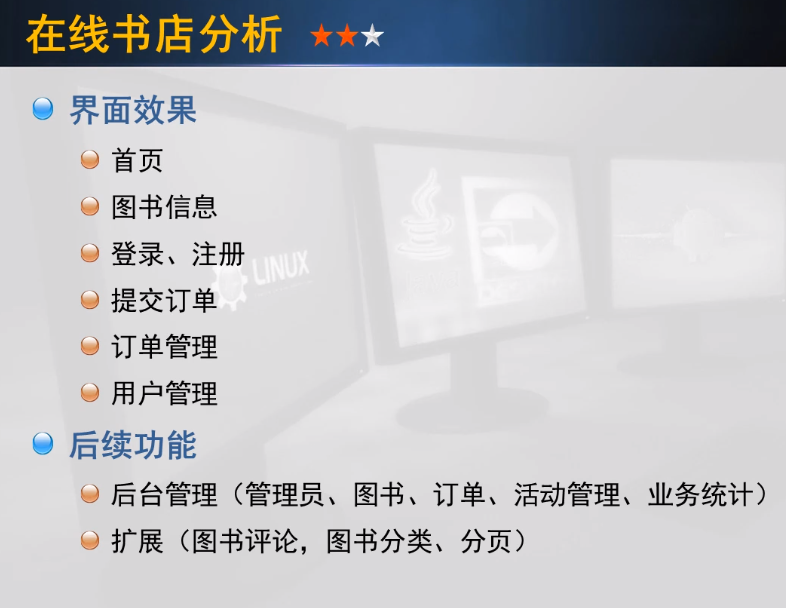 在线书店分析
界面效果
首页
图书信息
登录、注册
LINUX
提交订单
订单管理
用户管理
后续功能
后台管理（管理员、图书、订单、活动管理、业务统计）
扩展（图书评论，图书分类、分页）